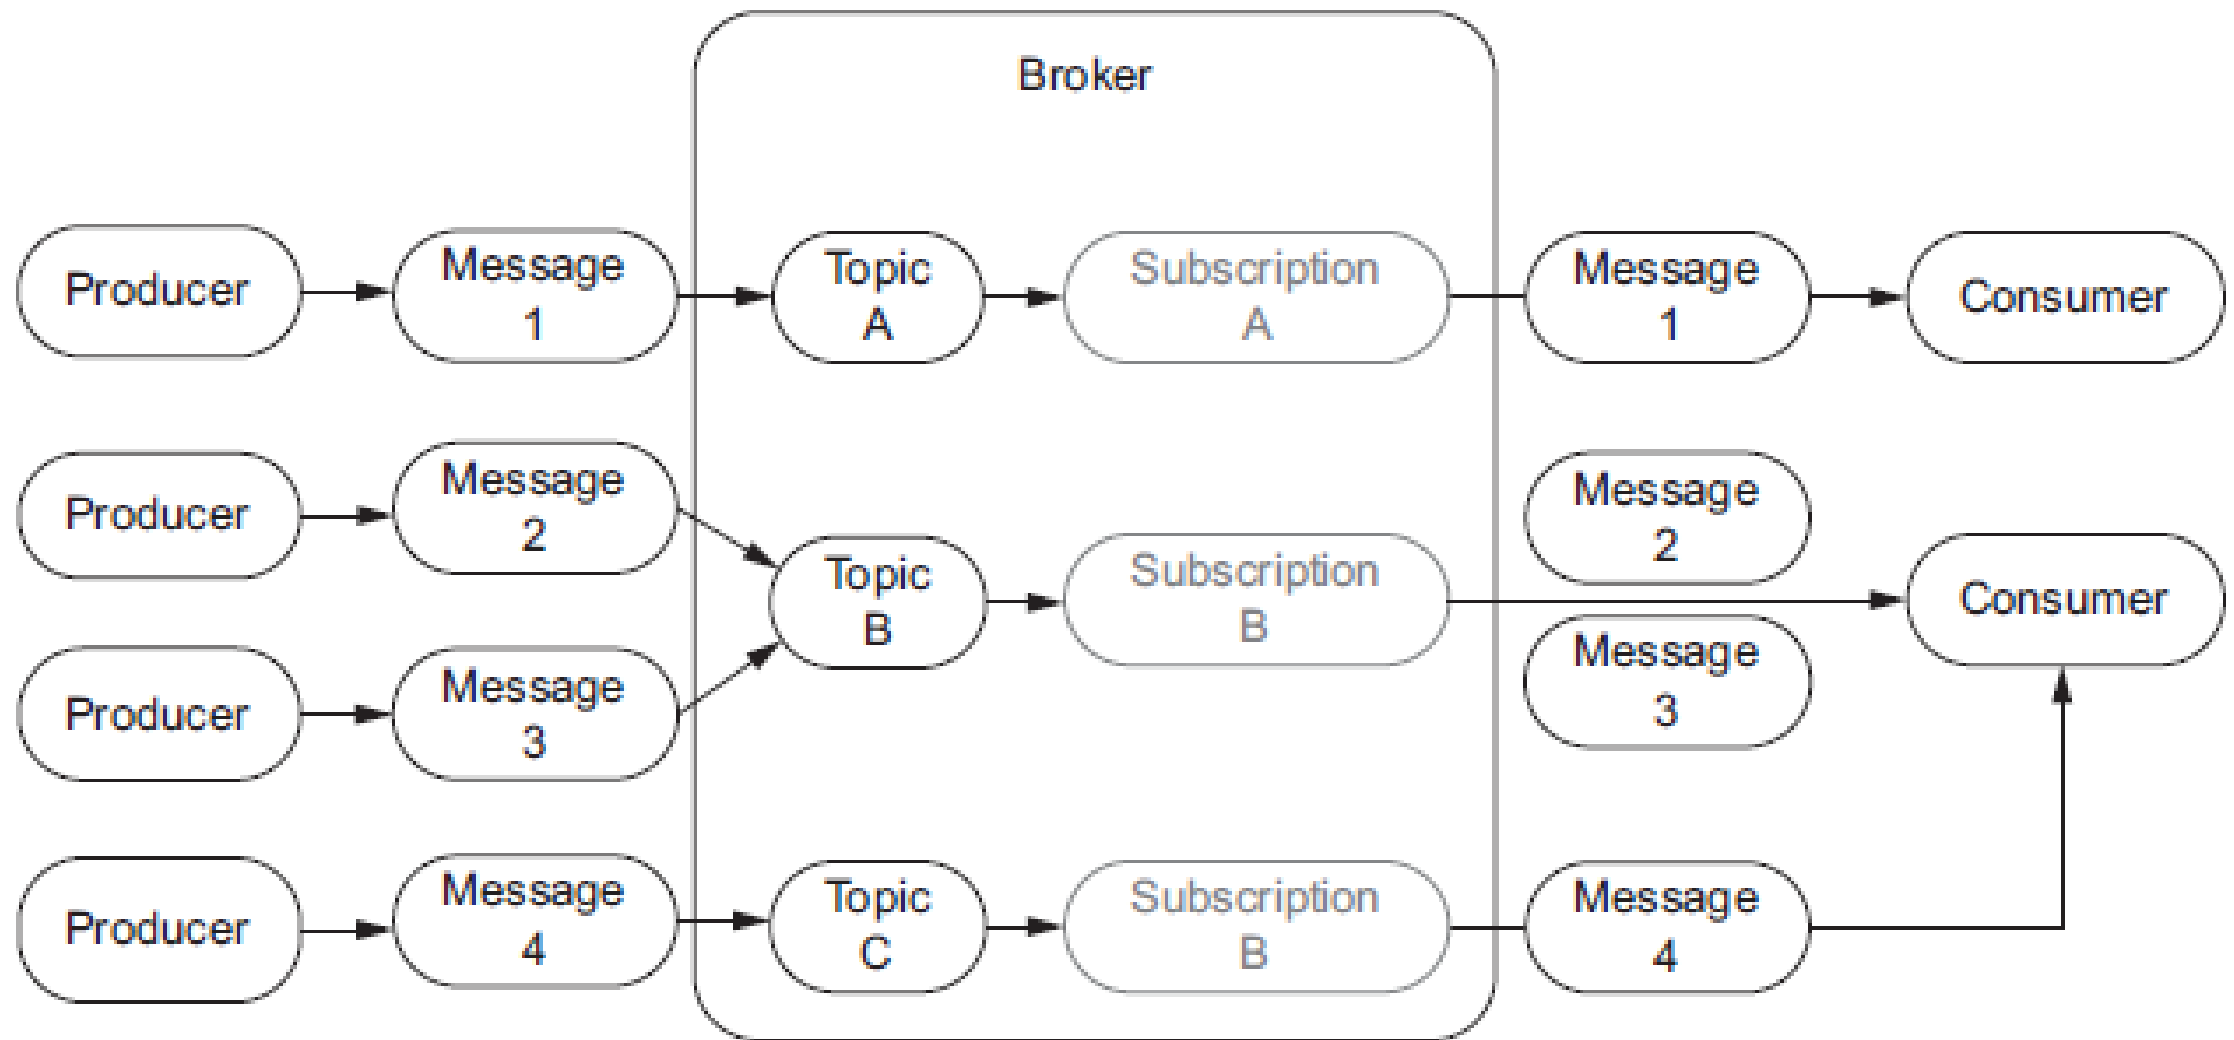 Broker
Producer
Message
1
Topic
A
Subscription
A
Message
1
Consumer
Producer
Message
2
Producer
Message
3
Topic
B
Subscription
B
Message
2
Message
3
Consumer
Producer
Message
4
Topic
C
Subscription
B
Message
4